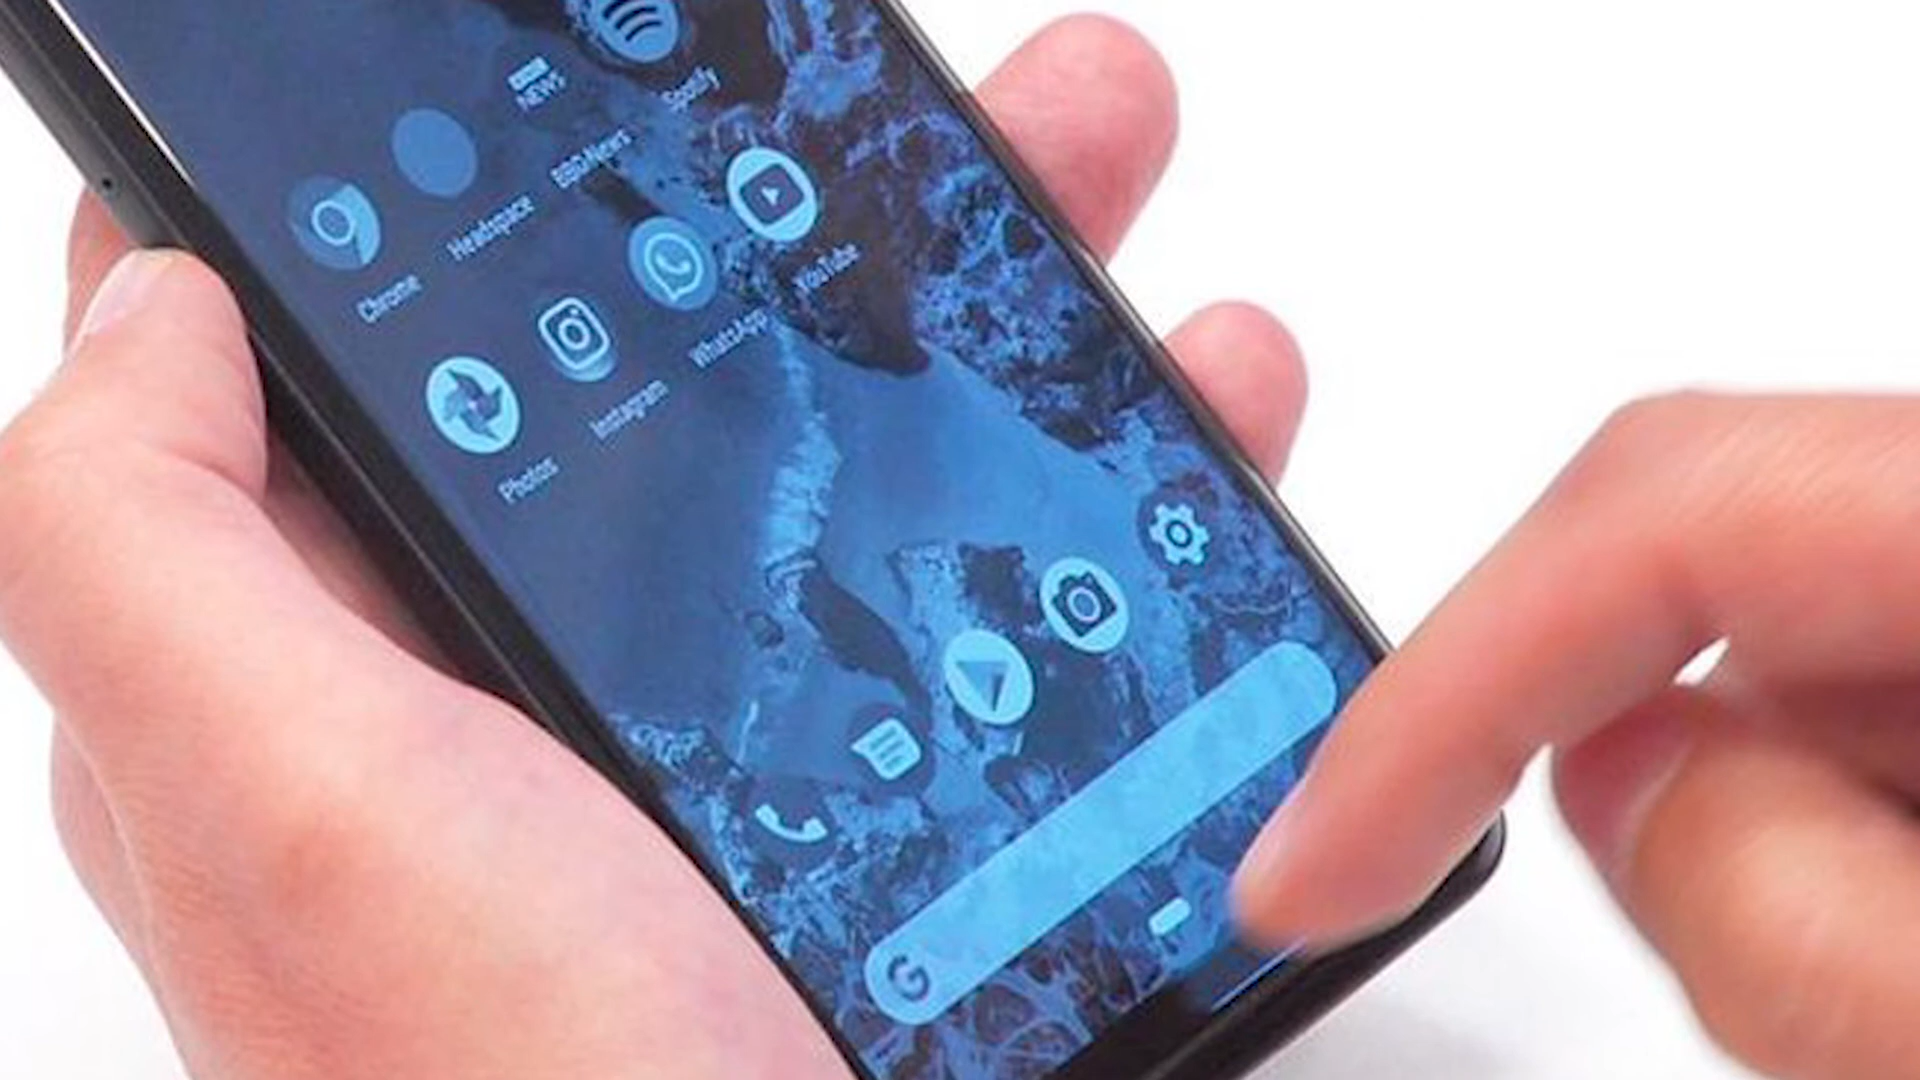 Spotify
NEWS
BBC News
Headspace
Chrome
YouTube
WhatsApp
Instagram
Photos
G